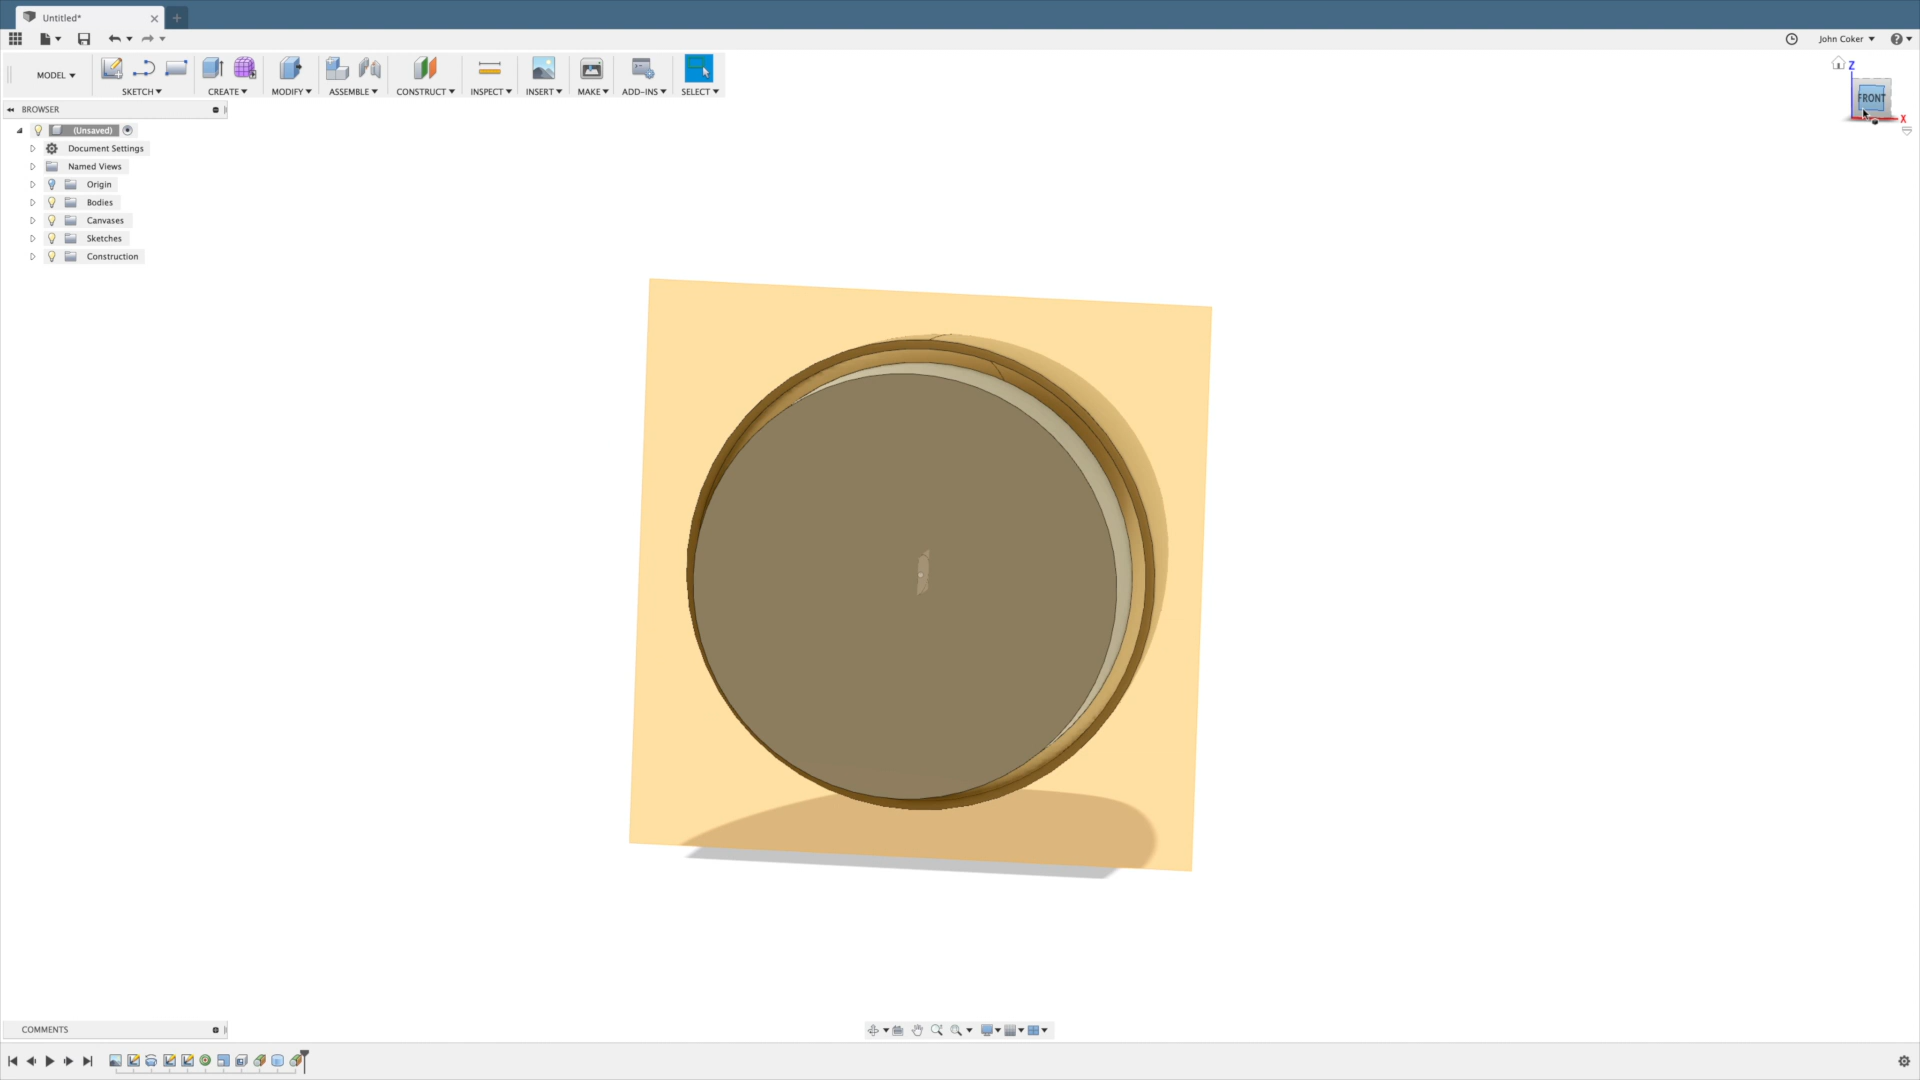 Untitled*
John Coker
MODEL
SKETCH
CREATE
MODIFY
ASSEMBLE
CONSTRUCT
INSPECT
INSERT
MAKE
ADD-INS
SELECT
Z
FRONT
X
BROWSER
(Unsaved)
Document Settings
Named Views
Origin
Bodies
Canvases
Sketches
Construction
COMMENTS